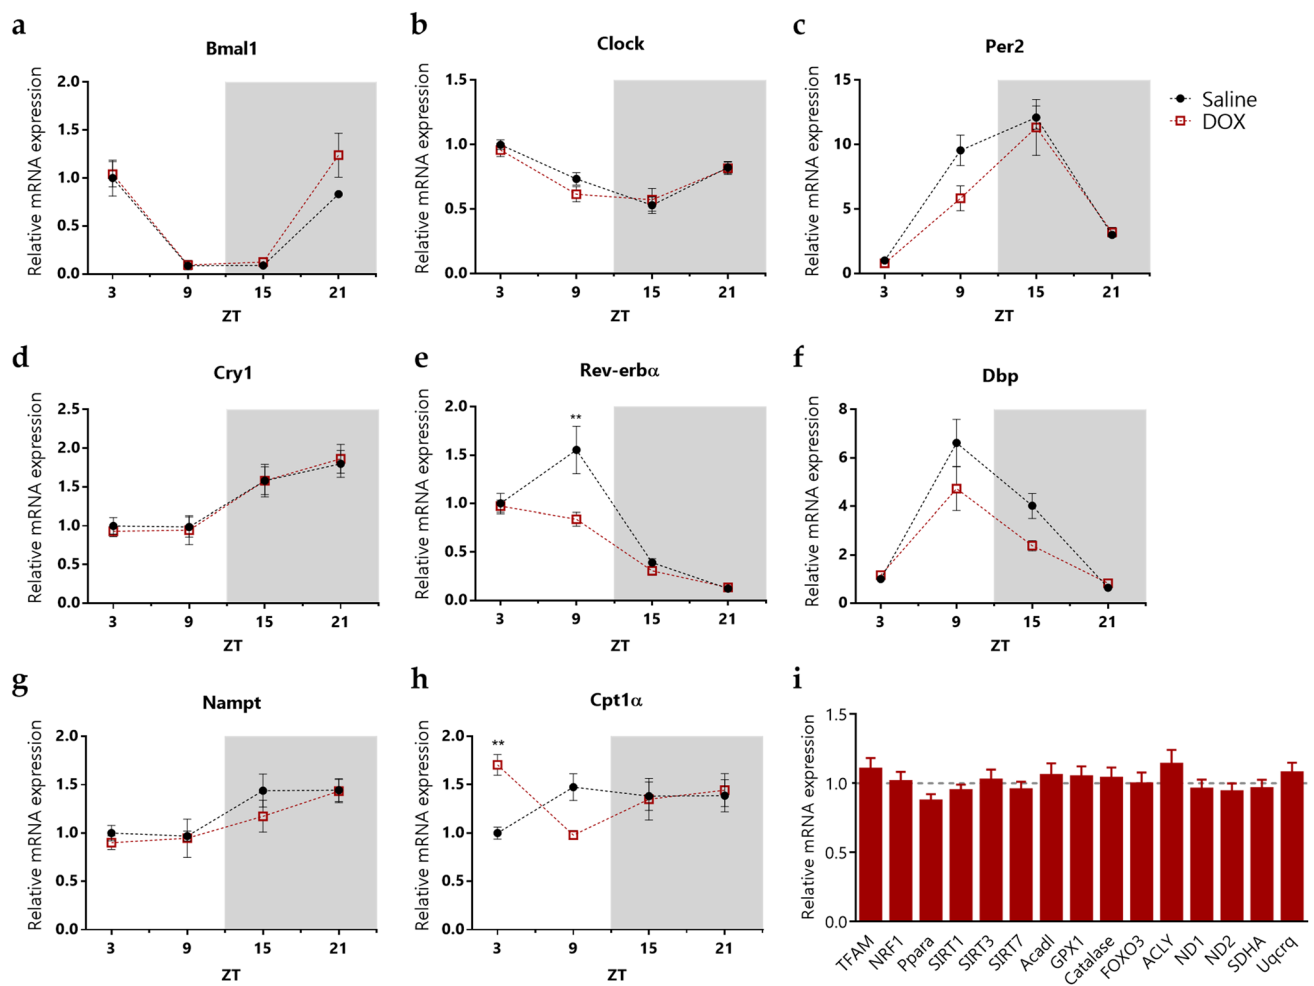 a
Bmal1
Relative mRNA expression
2.0
1.5
1.0
0.5
0.0
3 9 15 21
ZT
b
Clock
Relative mRNA expression
1.5
1.0
0.5
0.0
3 9 15 21
ZT
c
Per2
Relative mRNA expression
15
10
5
0
3 9 15 21
ZT
Saline
DOX
d
Cry1
Relative mRNA expression
2.5
2.0
1.5
1.0
0.5
0.0
3 9 15 21
ZT
e
Rev-erbα
Relative mRNA expression
2.0
1.5
1.0
0.5
0.0
**
3 9 15 21
ZT
f
Dbp
Relative mRNA expression
8
6
4
2
0
3 9 15 21
ZT
g
Nampt
Relative mRNA expression
2.0
1.5
1.0
0.5
0.0
3 9 15 21
ZT
h
Cpt1α
Relative mRNA expression
2.0
1.5
1.0
0.5
0.0
**
3 9 15 21
ZT
i
Relative mRNA expression
1.5
1.0
0.5
0.0
TFAM
NRF1
Ppara
SIRT1
SIRT3
SIRT7
Acadl
GPX1
Catalase
FOXO3
ACLY
ND1
ND2
SDHA
Uqcrq